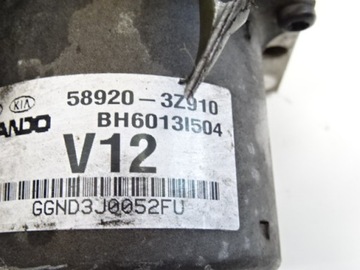 KIA 58920-3Z910
ANDO BH6013I504
V12
GGND3J0052FU